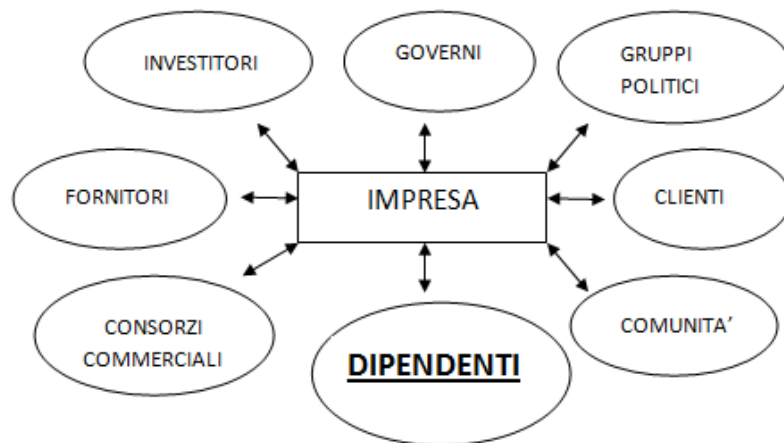 INVESTITORI
GOVERNI
GRUPPI
POLITICI
FORNITORI
IMPRESA
CLIENTI
CONSORZI
COMMERCIALI
DIPENDENTI
COMUNITA’